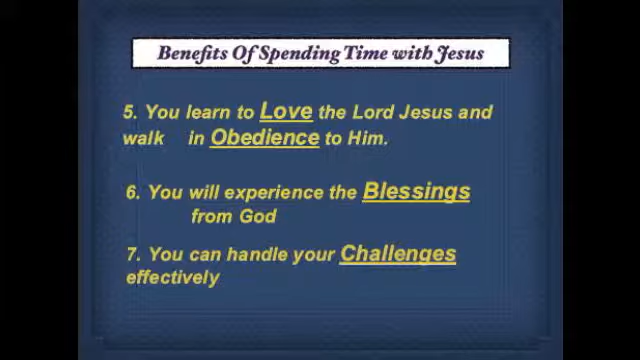 Benefits Of Spending Time with Jesus
5. You learn to Love the Lord Jesus and
walk in Obedience to Him.
6. You will experience the Blessings
from God
7. You can handle your Challenges
effectively